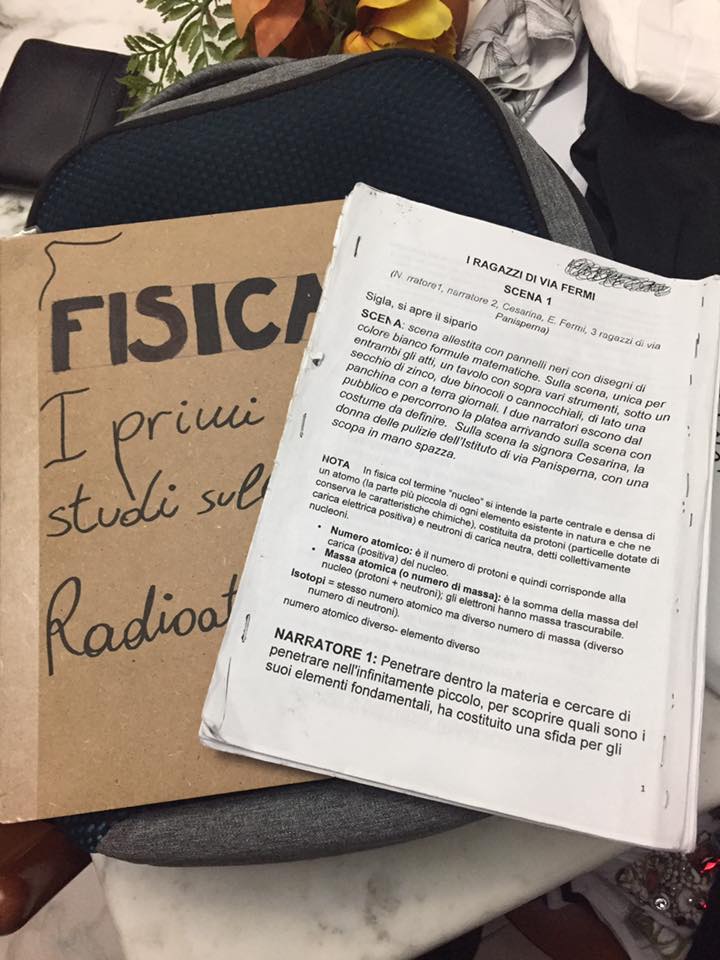 FISICA
I primi
studi sull
Radioat
I RAGAZZI DI VIA FERMI
SCENA 1
(N rratore1, narratore 2, Cesarina, E. Fermi, 3 ragazzi di via
Panisperna)
Sigla, si apre il sipario
SCENA: scena allestita con pannelli neri con disegni di
colore bianco formule matematiche. Sulla scena, unica per
entrambi gli atti, un tavolo con sopra vari strumenti, sotto un
secchio di zinco, due binocoli o cannocchiali, di lato una
panchina con a terra giornali. I due narratori escono dal
pubblico e percorrono la platea arrivando sulla scena con
costume da definire. Sulla scena la signora Cesarina, la
donna delle pulizie dell'Istituto di via Panisperna, con una
scopa in mano spazza.
NOTA In fisica col termine "nucleo" si intende la parte centrale e densa di
un atomo (la parte più piccola di ogni elemento esistente in natura e che ne
conserva le caratteristiche chimiche), costituita da protoni (particelle dotate di
carica elettrica positiva) e neutroni di carica neutra, detti collettivamente
nucleoni.
• Numero atomico: è il numero di protoni e quindi corrisponde alla
carica (positiva) del nucleo.
• Massa atomica (o numero di massa): è la somma della massa del
nucleo (protoni + neutroni); gli elettroni hanno massa trascurabile.
Isotopi = stesso numero atomico ma diverso numero di massa (diverso
numero di neutroni).
numero atomico diverso- elemento diverso
NARRATORE 1: Penetrare dentro la materia e cercare di
penetrare nell'infinitamente piccolo, per scoprire quali sono i
suoi elementi fondamentali, ha costituito una sfida per gli
1